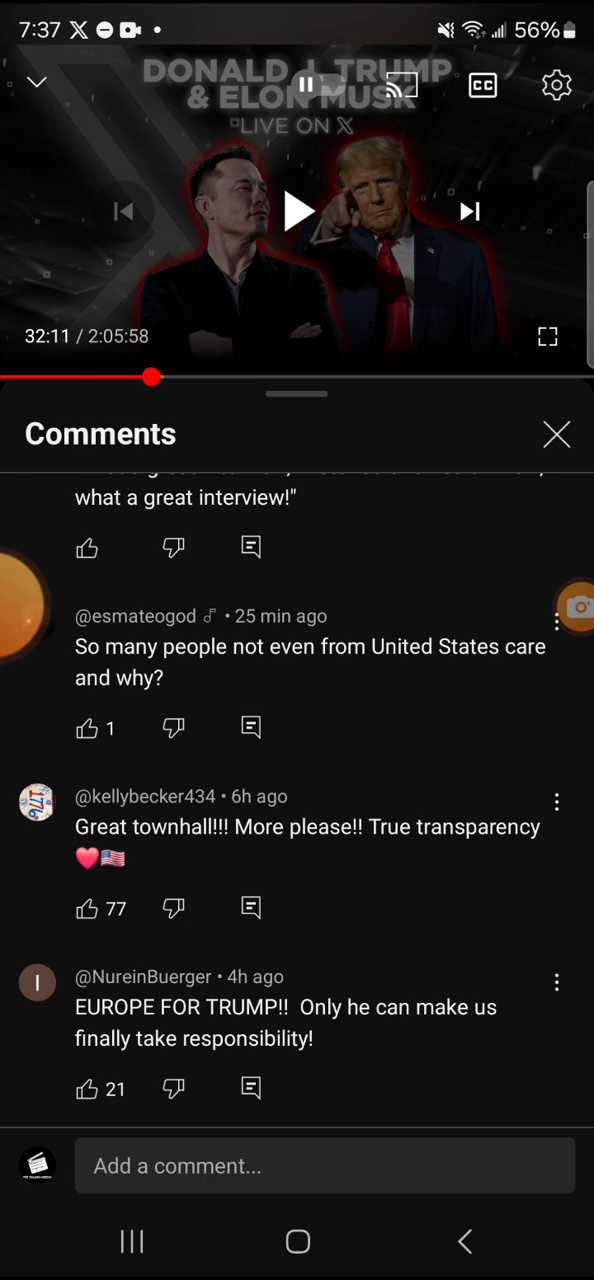 7:37
56%
DONALD J. TRUMP
& ELON MUSK
LIVE ON X
CC
32:11 / 2:05:58
Comments
what a great interview!"
@esmateogod • 25 min ago
So many people not even from United States care
and why?
1
@kellybecker434 • 6h ago
Great townhall!!! More please!! True transparency
❤️🇺🇸
77
1776
I
@NureinBuerger • 4h ago
EUROPE FOR TRUMP!!  Only he can make us
finally take responsibility!
21
Add a comment...